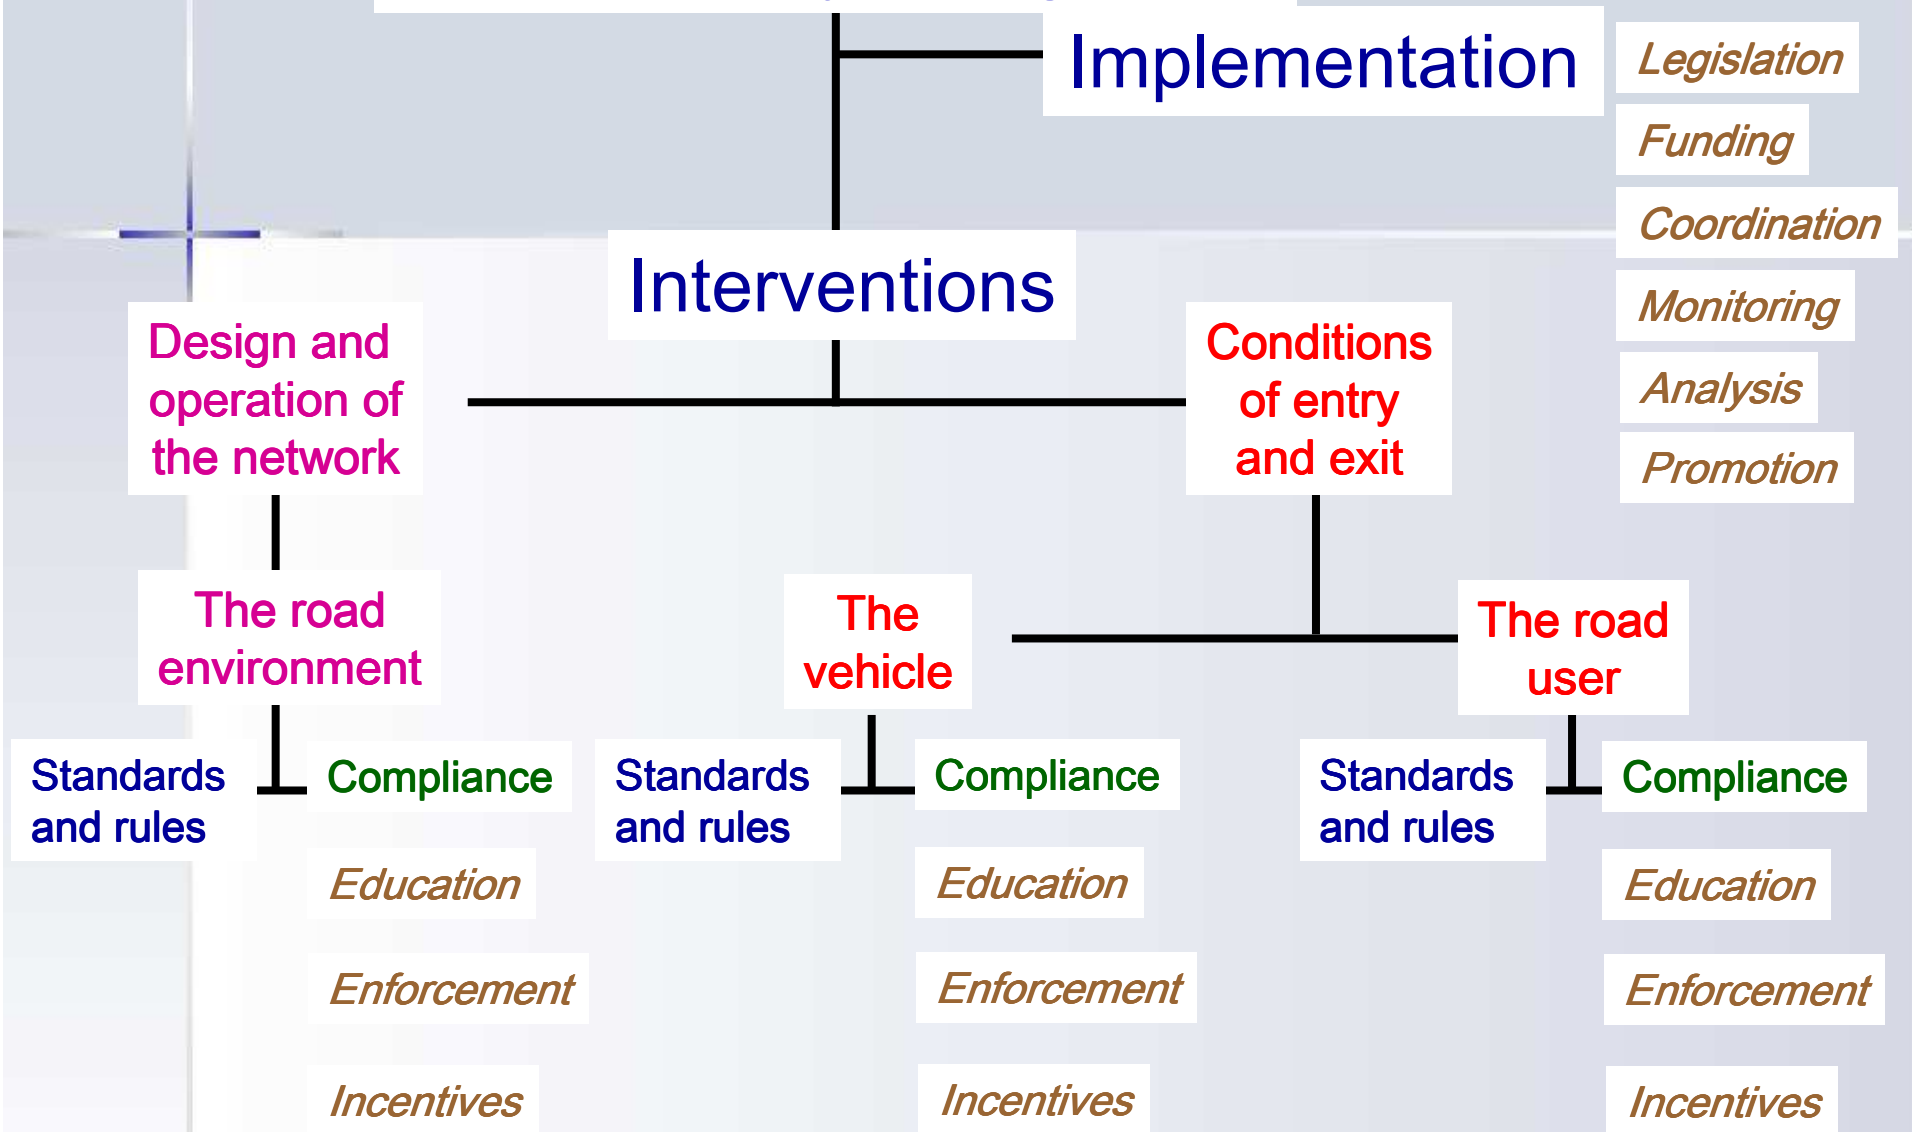 Implementation
Legislation
Funding
Coordination
Monitoring
Analysis
Promotion
Interventions
Design and
operation of
the network
Conditions
of entry
and exit
The road
environment
The
vehicle
The road
user
Standards
and rules
Compliance
Education
Enforcement
Incentives
Standards
and rules
Compliance
Education
Enforcement
Incentives
Standards
and rules
Compliance
Education
Enforcement
Incentives